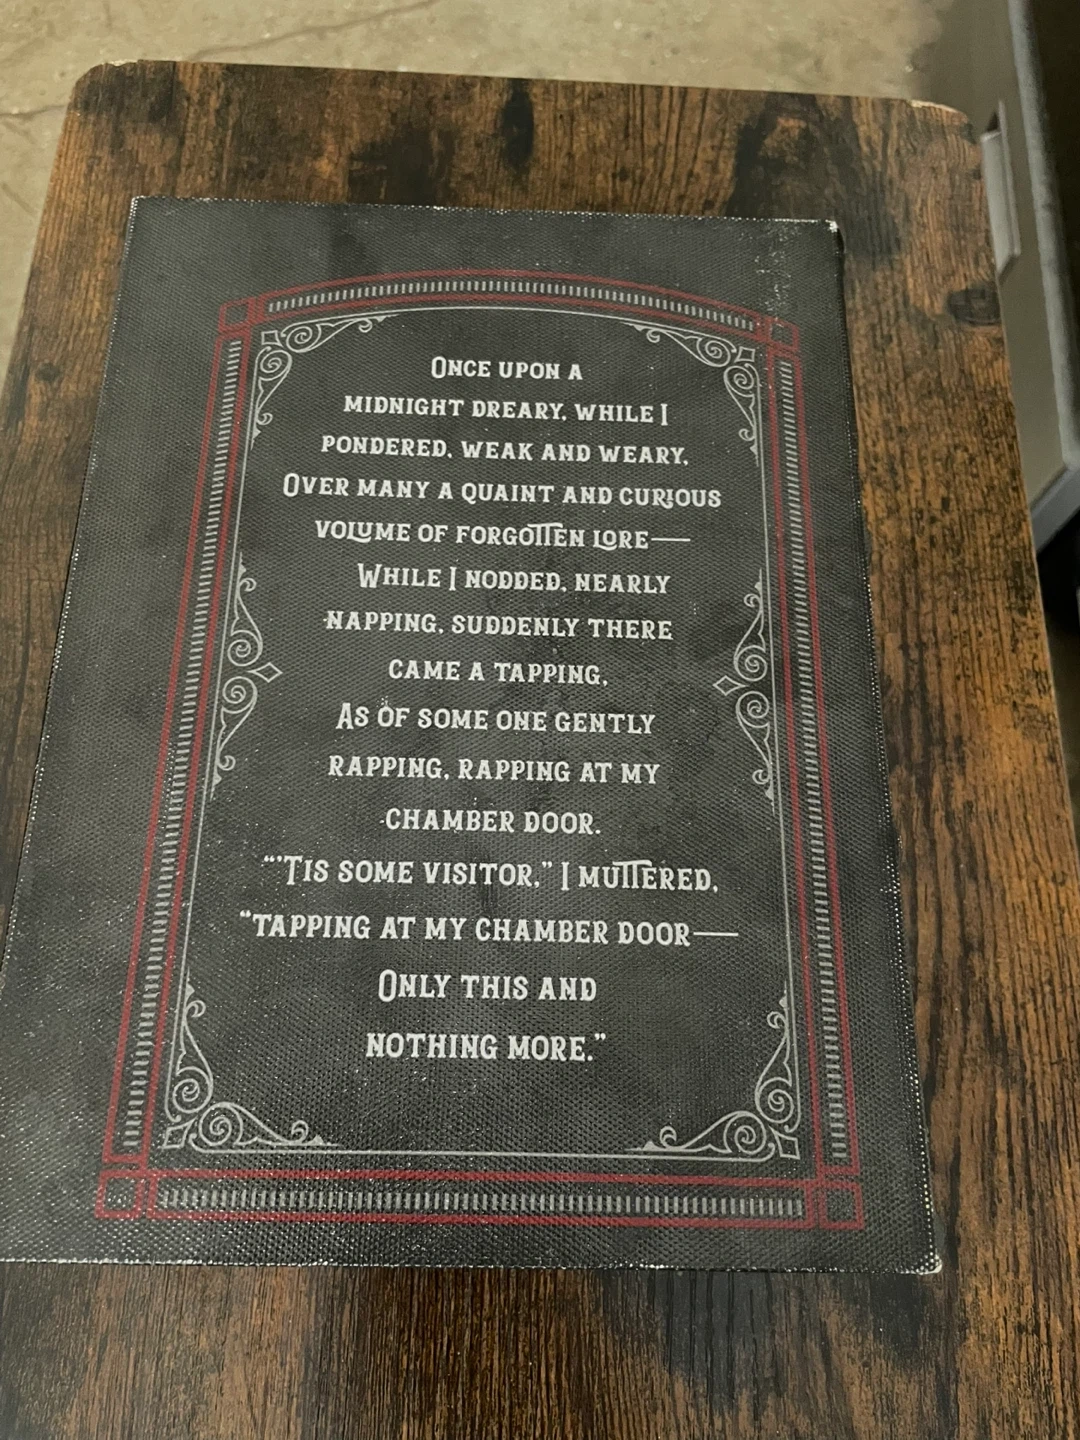 Once upon a
midnight dreary, while I
pondered, weak and weary,
Over many a quaint and curious
volume of forgotten lore—
While I nodded, nearly
napping, suddenly there
came a tapping,
As of some one gently
rapping, rapping at my
chamber door.
“’Tis some visitor,” I muttered,
“tapping at my chamber door—
Only this and
nothing more.”